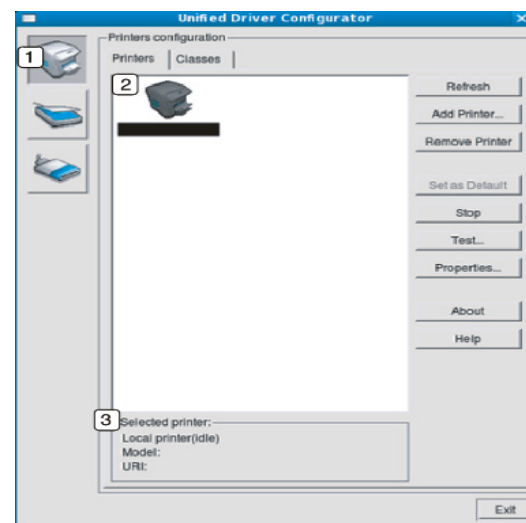 Unified Driver Configurator
Printers configuration
1
Printers Classes
2
Refresh
Add Printer...
Remove Printer
Set as Default
Stop
Test...
Properties...
About
Help
3
Selected printer:
Local printer(idle)
Model:
URI:
Exit